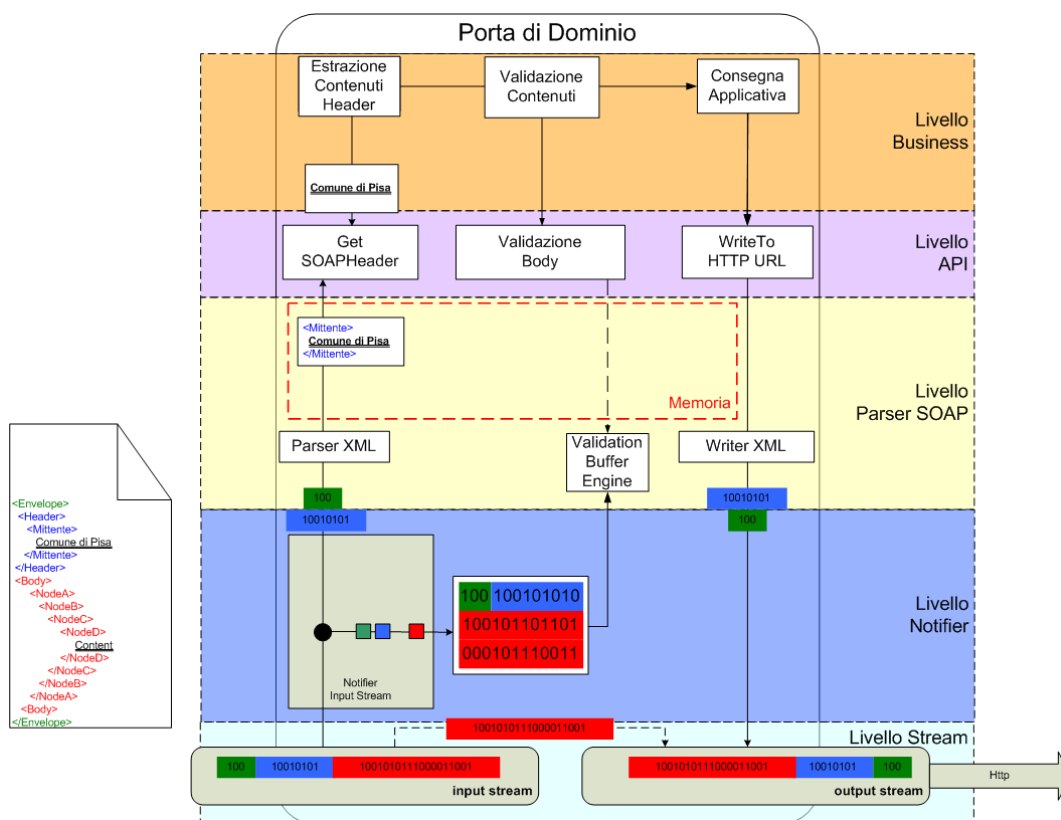 Porta di Dominio
Estrazione
Contenuti
Header
Validazione
Contenuti
Consegna
Applicativa
Livello
Business
Comune di Pisa
Get
SOAPHeader
Validazione
Body
WriteTo
HTTP URL
Livello
API
<Mittente>
Comune di Pisa
</Mittente>
Memoria
Livello
Parser SOAP
Parser XML
Validation
Buffer
Engine
Writer XML
100
10010101
10010101
100
<Envelope>
<Header>
<Mittente>
Comune di Pisa
</Mittente>
</Header>
<Body>
<NodeA>
<NodeB>
<NodeC>
<NodeD>
Content
</NodeD>
</NodeC>
</NodeB>
</NodeA>
<Body>
</Envelope>
100 100101010
100101101101
000101110011
Livello
Notifier
Notifier
Input Stream
1001010111000011001
Livello Stream
100 10010101 1001010111000011001
input stream
1001010111000011001 10010101 100
output stream
Http